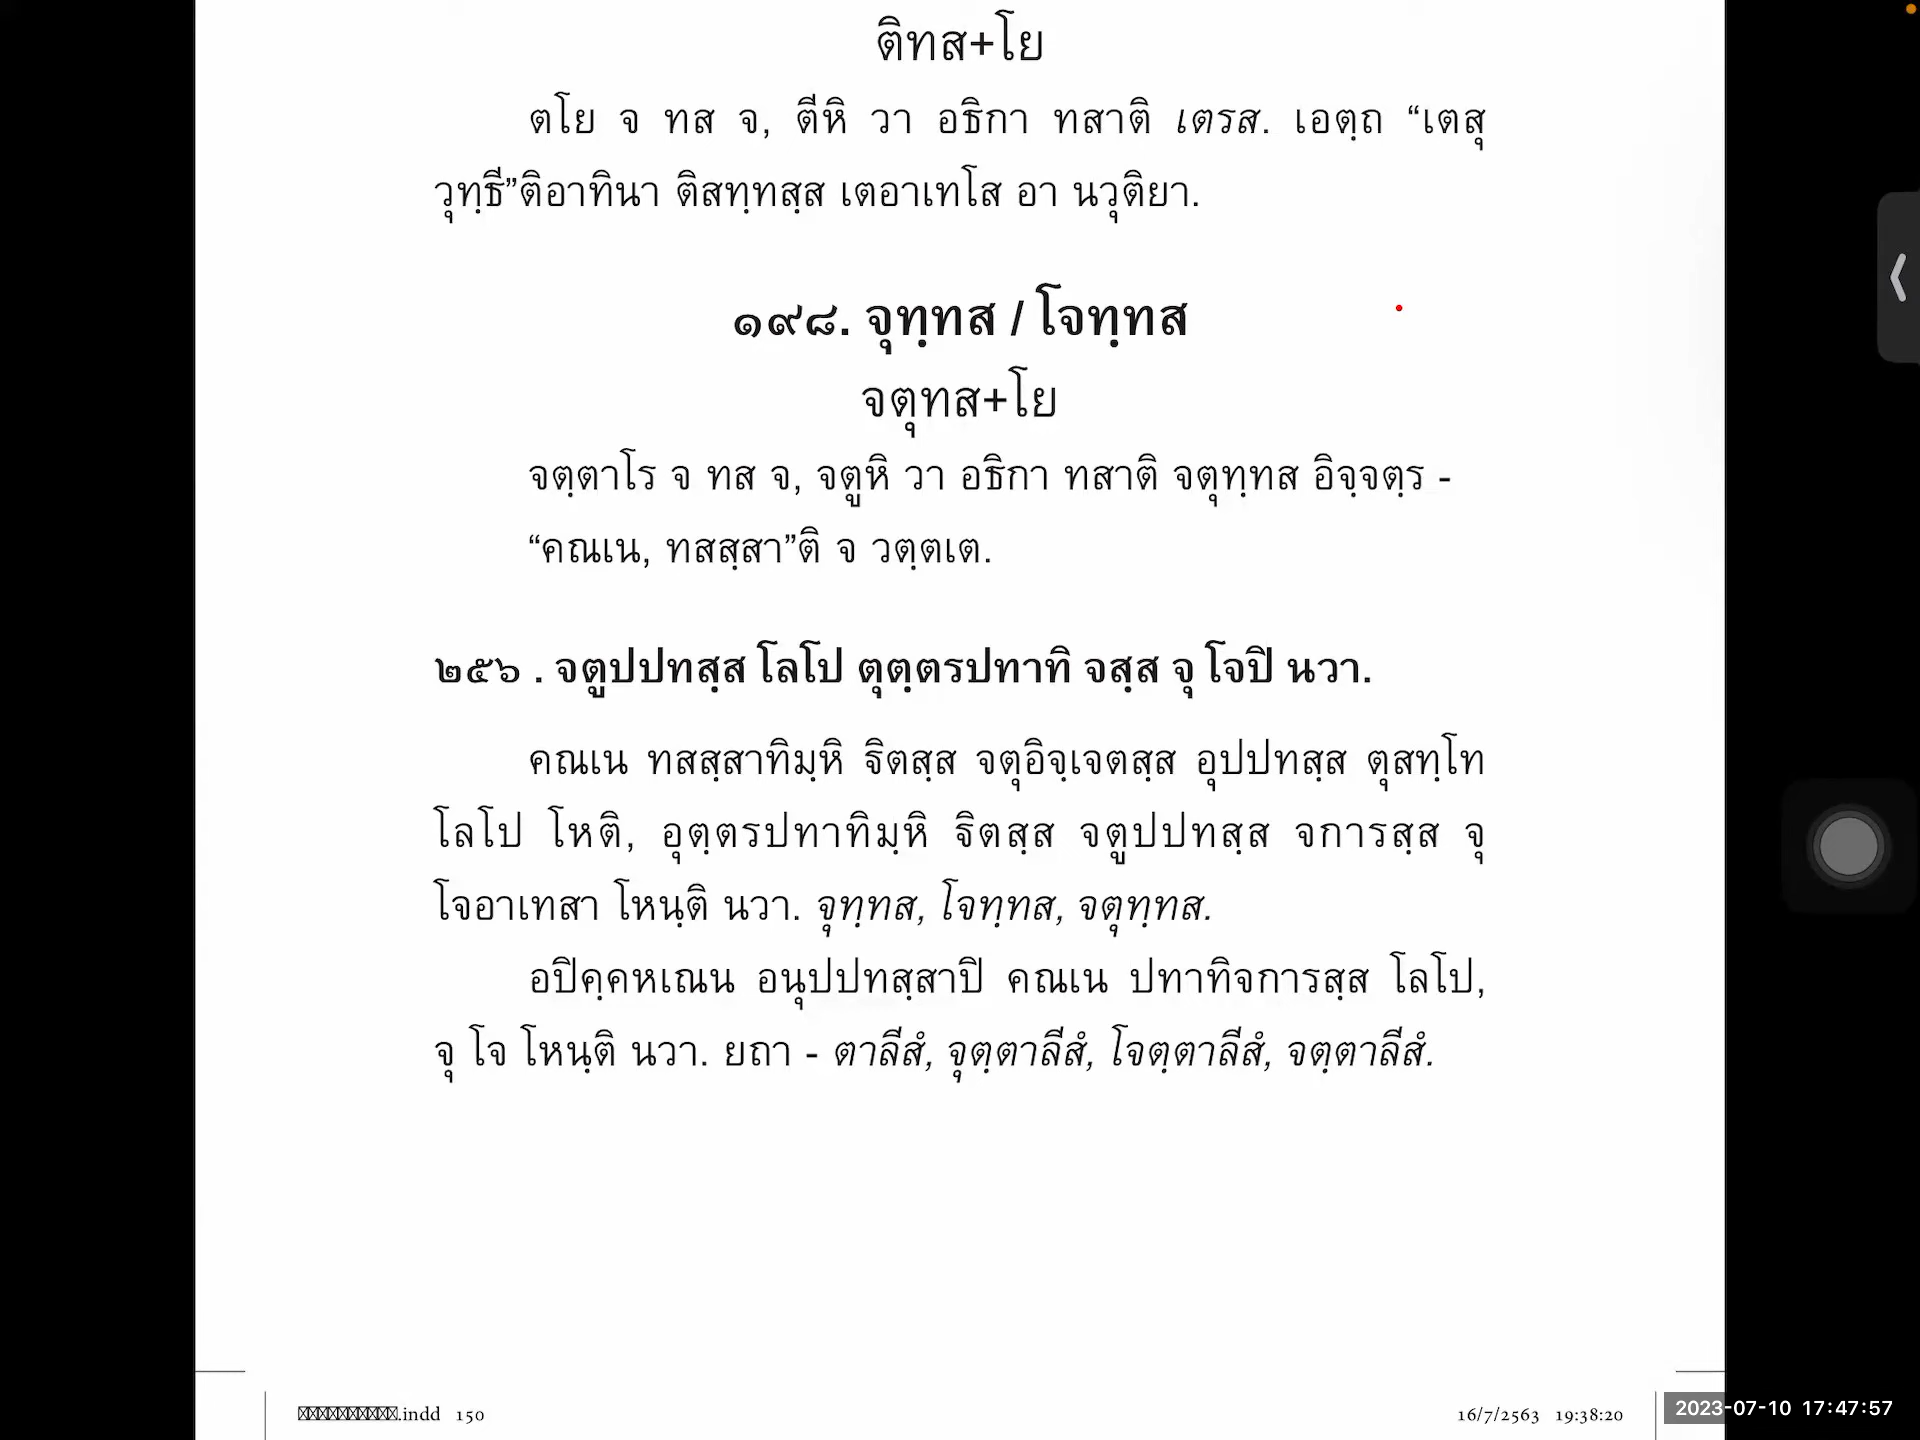 ติทส+โย
ตโย จ ทส จ, ตีหิ วา อธิกา ทสาติ เตรส. เอตฺถ “เตสุ
วุทฺธี”ติอาทินา ติสทฺทสฺส เตอาเทโส อา นวุติยา.
๑๙๘. จุทฺทส / โจทฺทส
จตุทส+โย
จตฺตาโร จ ทส จ, จตูหิ วา อธิกา ทสาติ จตุทฺทส อิจฺจตฺร -
“คณเน, ทสสฺสา”ติ จ วตฺตเต.
๒๕๖ . จตูปปทสฺส โลโป ตุตฺตรปทาทิ จสฺส จุ โจปิ นวา.
คณเน ทสสฺสาทิมฺหิ ฐิตสฺส จตุอิจฺเจตสฺส อุปปทสฺส ตุสทฺโท
โลโป โหติ, อุตฺตรปทาทิมฺหิ ฐิตสฺส จตูปปทสฺส จการสฺส จุ
โจอาเทสา โหนฺติ นวา. จุทฺทส, โจทฺทส, จตุทฺทส.
อปิคฺคหเณน อนุปปทสฺสาปิ คณเน ปทาทิจการสฺส โลโป,
จุ โจ โหนฺติ นวา. ยถา - ตาลีสํ, จุตฺตาลีสํ, โจตฺตาลีสํ, จตฺตาลีสํ.
.indd 150
16/7/2563 19:38:20
2023-07-10 17:47:57